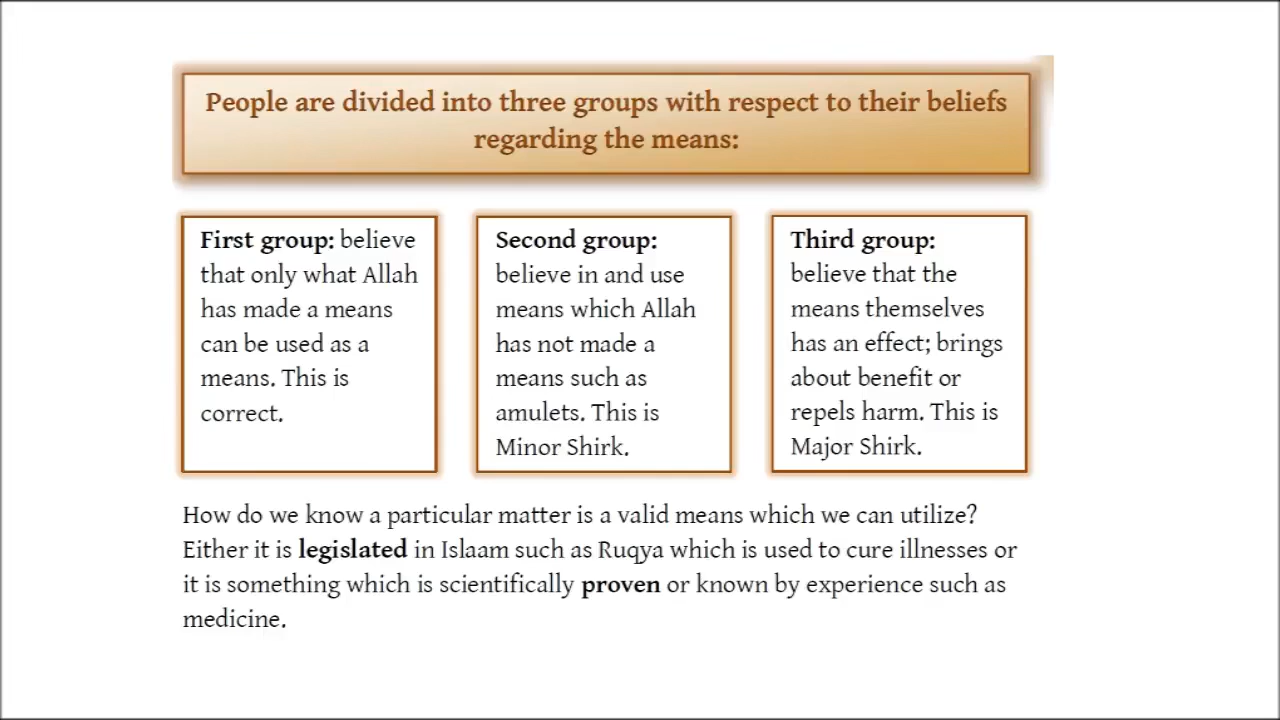 People are divided into three groups with respect to their beliefs
regarding the means:
First group: believe
that only what Allah
has made a means
can be used as a
means. This is
correct.
Second group:
believe in and use
means which Allah
has not made a
means such as
amulets. This is
Minor Shirk.
Third group:
believe that the
means themselves
has an effect; brings
about benefit or
repels harm. This is
Major Shirk.
How do we know a particular matter is a valid means which we can utilize?
Either it is legislated in Islaam such as Ruqya which is used to cure illnesses or
it is something which is scientifically proven or known by experience such as
medicine.